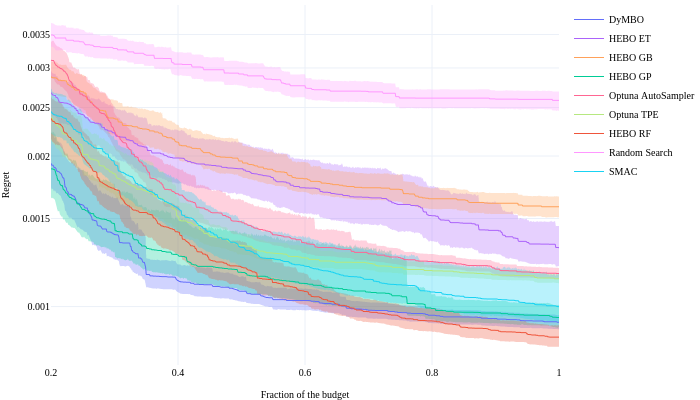 0.0035
0.003
0.0025
0.002
0.0015
0.001
Regret
0.2
0.4
0.6
0.8
1
Fraction of the budget
DyMBO
HEBO ET
HEBO GB
HEBO GP
Optuna AutoSampler
Optuna TPE
HEBO RF
Random Search
SMAC